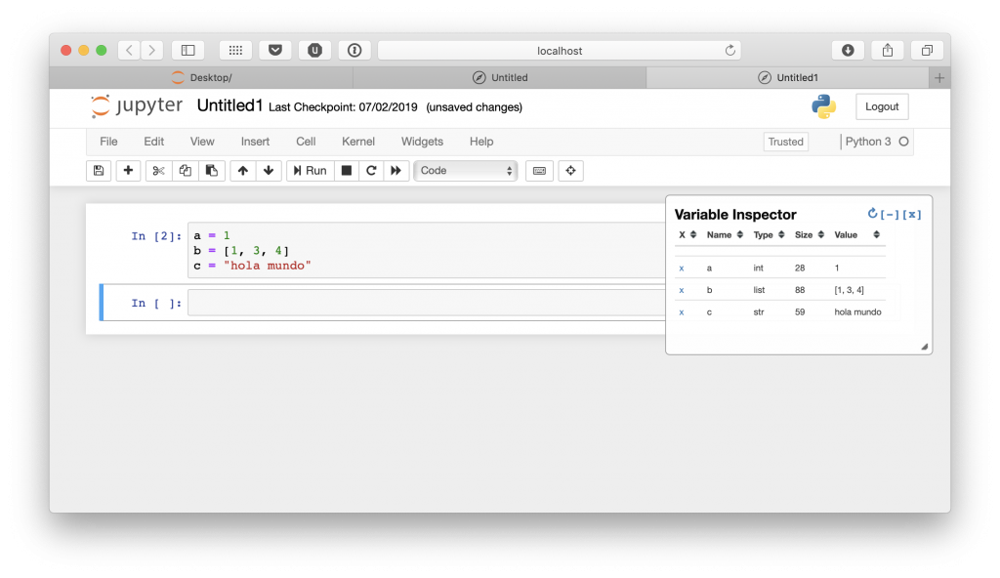 localhost
Desktop/ Untitled Untitled1 +
jupyter Untitled1 Last Checkpoint: 07/02/2019 (unsaved changes) Logout
File Edit View Insert Cell Kernel Widgets Help Trusted Python 3
Run Code
In [2]: a = 1
b = [1, 3, 4]
c = "hola mundo"
In [ ]:
Variable Inspector [-] [x]
X Name Type Size Value
x a int 28 1
x b list 88 [1, 3, 4]
x c str 59 hola mundo